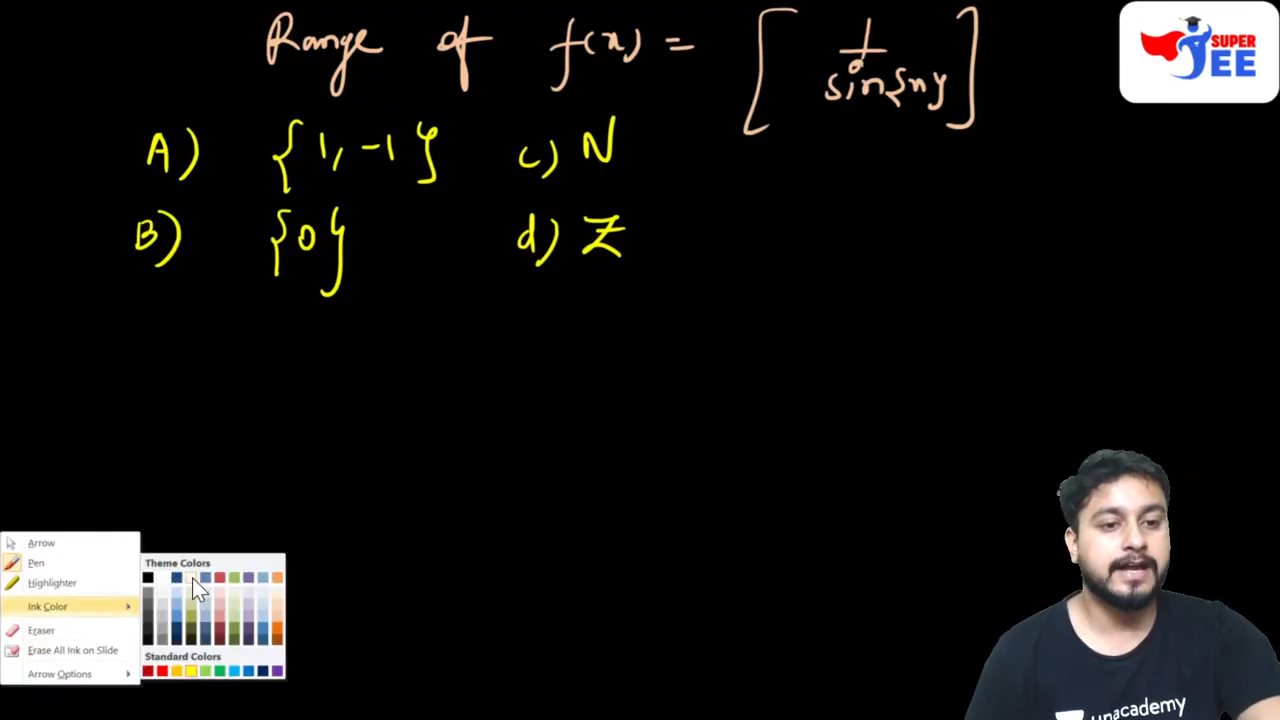 Range of f(x) = [ 1 / sin{x} ]
A) {1, -1} c) N
B) {0} d) Z
SUPER
JEE
Arrow
Pen
Highlighter
Ink Color
Eraser
Erase All Ink on Slide
Arrow Options
Theme Colors
Standard Colors
unacademy